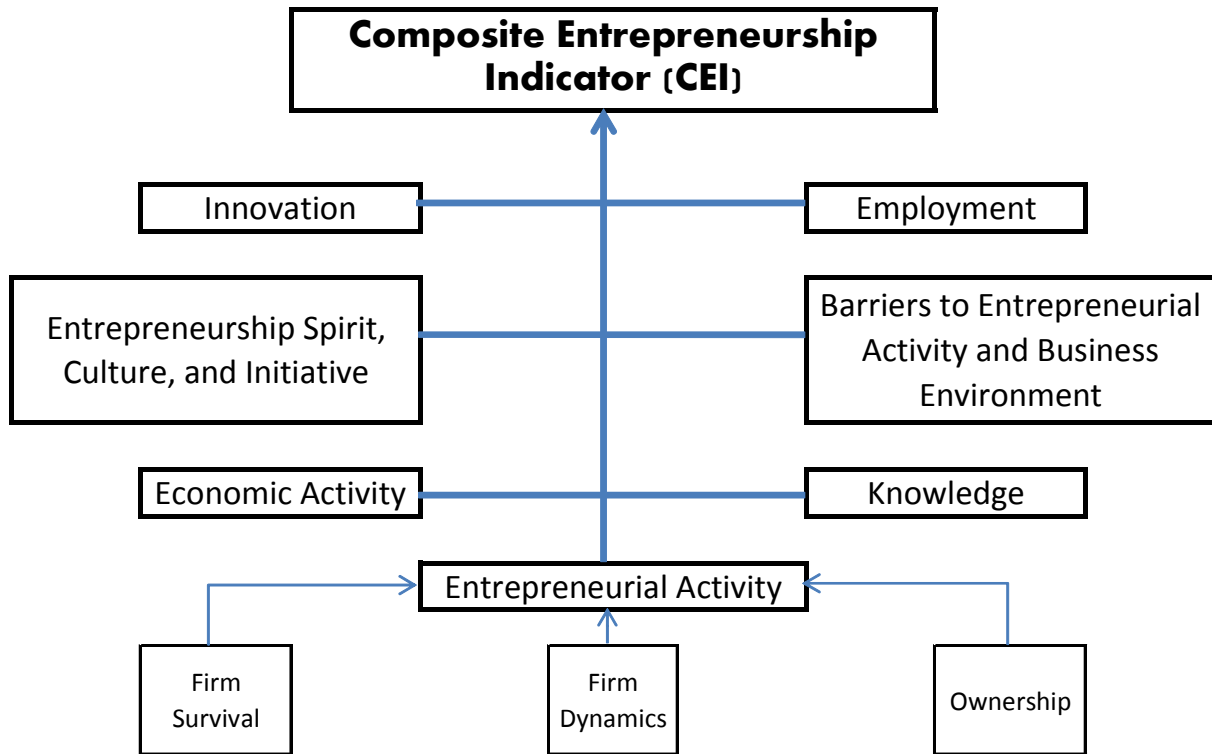 Composite Entrepreneurship
Indicator (CEI)
Innovation
Employment
Entrepreneurship Spirit,
Culture, and Initiative
Barriers to Entrepreneurial
Activity and Business
Environment
Economic Activity
Knowledge
Entrepreneurial Activity
Firm
Survival
Firm
Dynamics
Ownership